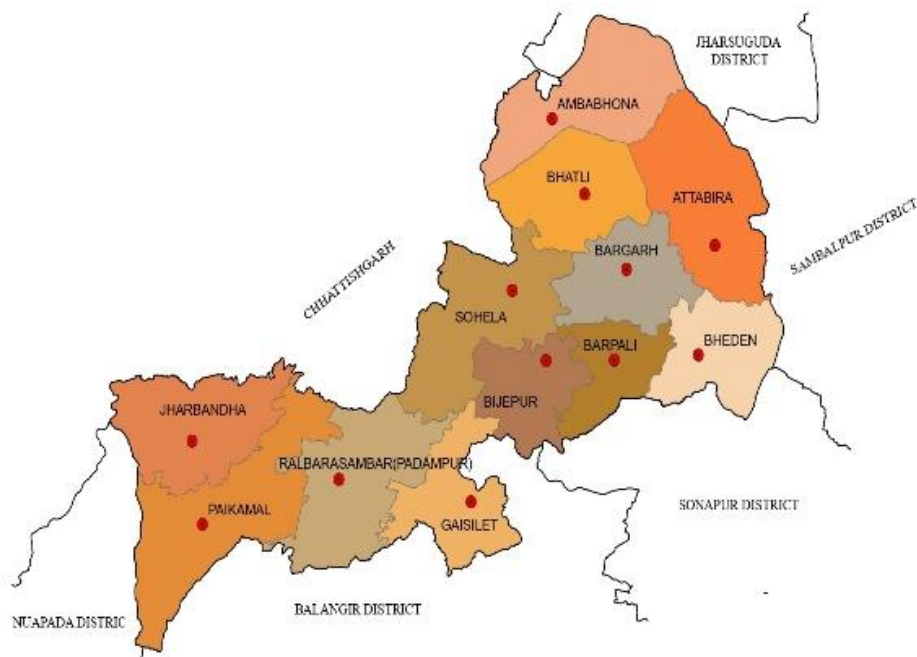 JHARSUGUDA
DISTRICT
AMBABHONA
BHATLI
ATTABIRA
SAMBALPUR DISTRICT
BARGARH
CHHATTISHGARH
SOHELA
BARPALI
BHEDEN
BIJEPUR
JHARBANDHA
RALBARASAMBAR(PADAMPUR)
PAIKAMAL
GAISILET
SONAPUR DISTRICT
BALANGIR DISTRICT
NUAPADA DISTRIC